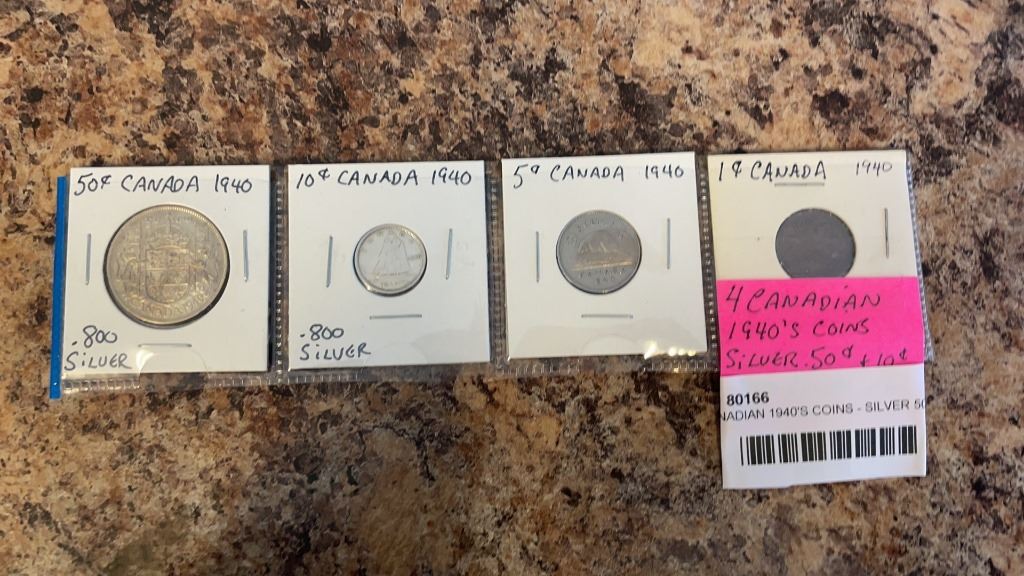 50¢ CANADA 1940
.800
SILVER
10¢ CANADA 1940
.800
SILVER
5¢ CANADA 1940
1¢ CANADA 1940
4 CANADIAN
1940'S COINS
SILVER .50¢ + 10¢
80166
NADIAN 1940'S COINS - SILVER 50